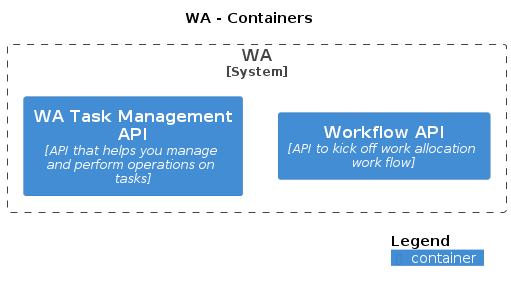 WA - Containers
WA
[System]
WA Task Management
API
[API that helps you manage
and perform operations on
tasks]
Workflow API
[API to kick off work allocation
work flow]
Legend
container